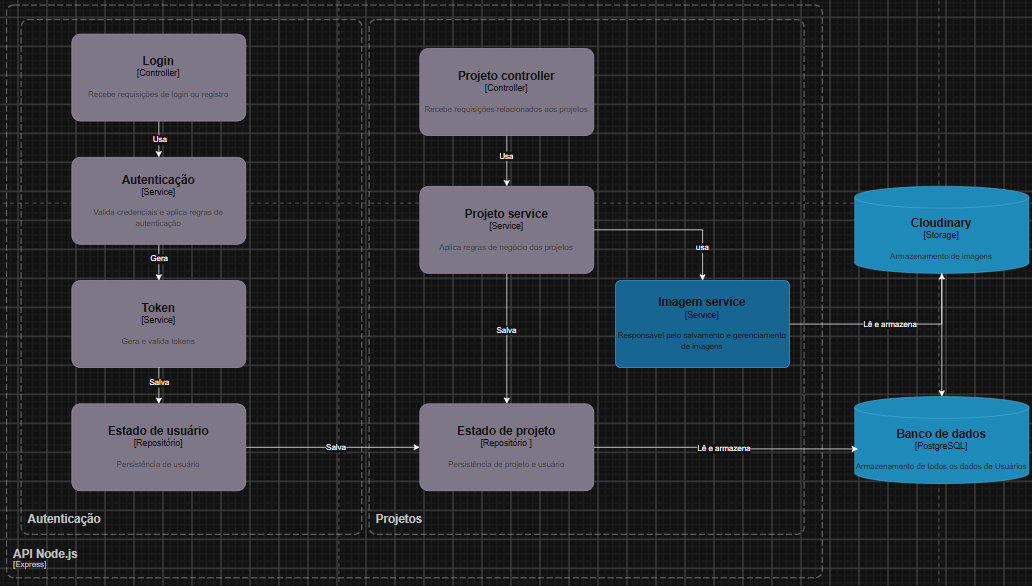 Login
[Controller]
Recebe requisições de login ou registro
Usa
Autenticação
[Service]
Valida credenciais e aplica regras de
autenticação
Gera
Token
[Service]
Gera e valida tokens
Salva
Estado de usuário
[Repositório]
Persistência de usuário
Salva
Autenticação
Projeto controller
[Controller]
Recebe requisições relacionados aos projetos
Usa
Projeto service
[Service]
Aplica regras de negócio dos projetos
usa
Imagem service
[Service]
Responsável pelo salvamento e gerenciamento
de imagens
Salva
Estado de projeto
[Repositório ]
Persistência de projeto e usuário
Projetos
Lê e armazena
Lê e armazena
Cloudinary
[Storage]
Armazenamento de imagens
Banco de dados
[PostgreSQL]
Armazenamento de todos os dados de Usuários
API Node.js
[Express]